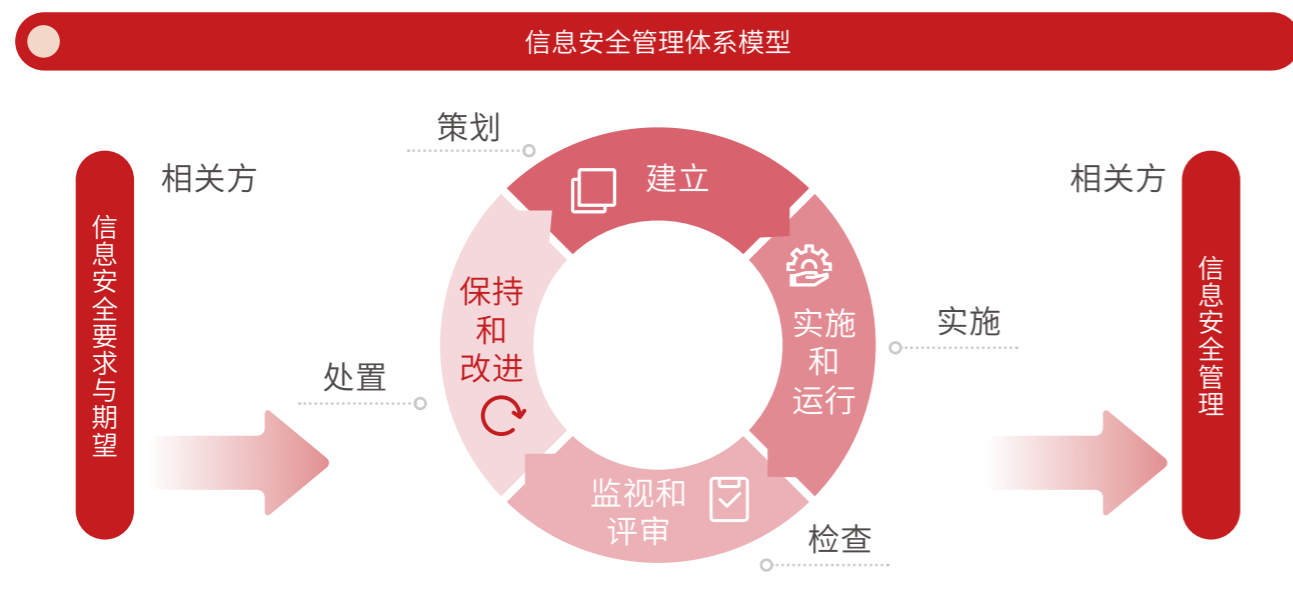 信息安全管理体系模型
策划
相关方
信息安全要求与期望
建立
保持
和
改进
实施
和
运行
监视和
评审
处置
实施
检查
相关方
信息安全管理